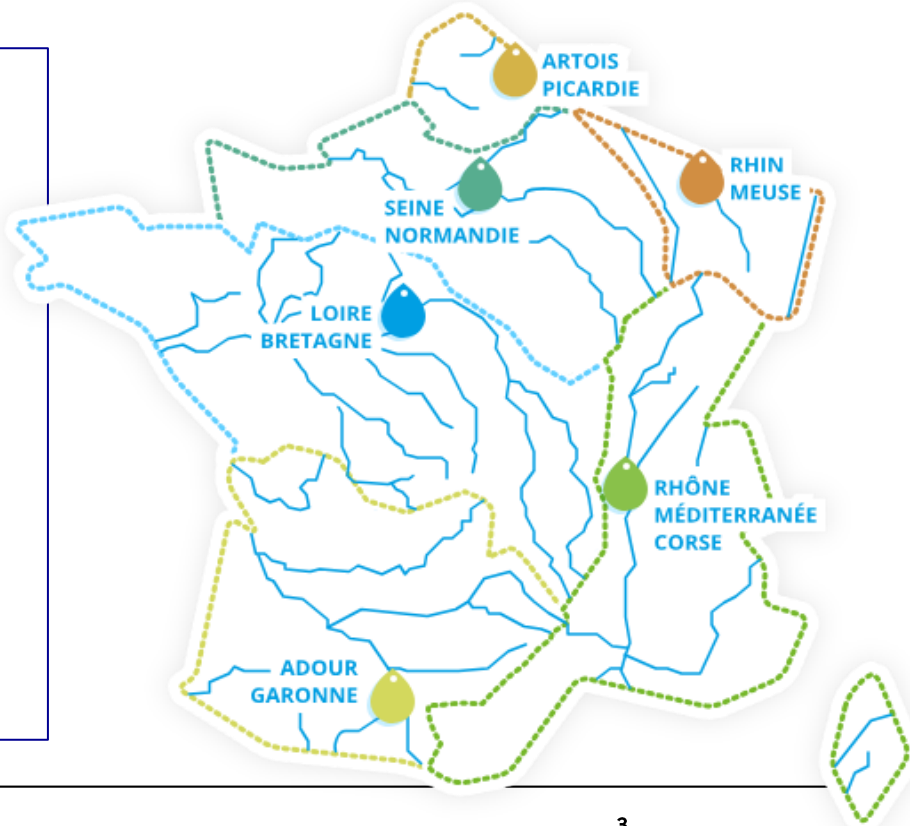 ARTOIS
PICARDIE
RHIN
MEUSE
SEINE
NORMANDIE
LOIRE
BRETAGNE
RHÔNE
MÉDITERRANÉE
CORSE
ADOUR
GARONNE
3